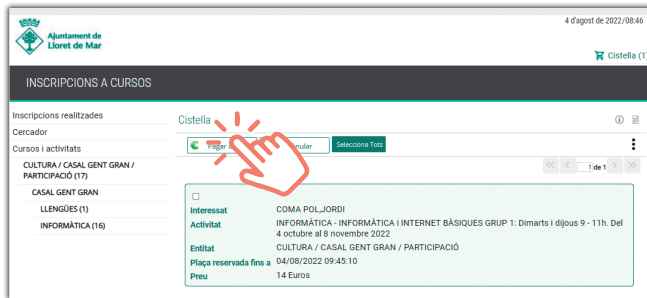 4 d'agost de 2022/08:46
Ajuntament de
Lloret de Mar
Cistella (1)
INSCRIPCIONS A CURSOS
Inscripcions realitzades
Cercador
Cursos i activitats
CULTURA / CASAL GENT GRAN /
PARTICIPACIÓ (17)
CASAL GENT GRAN
LLENGÜES (1)
INFORMÀTICA (16)
Cistella
Pagar
Selecciona Tots
1 de 1
Interessat COMA POL,JORDI
Activitat INFORMÀTICA - INFORMÀTICA I INTERNET BÀSIQUES GRUP 1: Dimarts i dijous 9 - 11h. Del
4 octubre al 8 novembre 2022
Entitat CULTURA / CASAL GENT GRAN / PARTICIPACIÓ
Plaça reservada fins a 04/08/2022 09:45:10
Preu 14 Euros